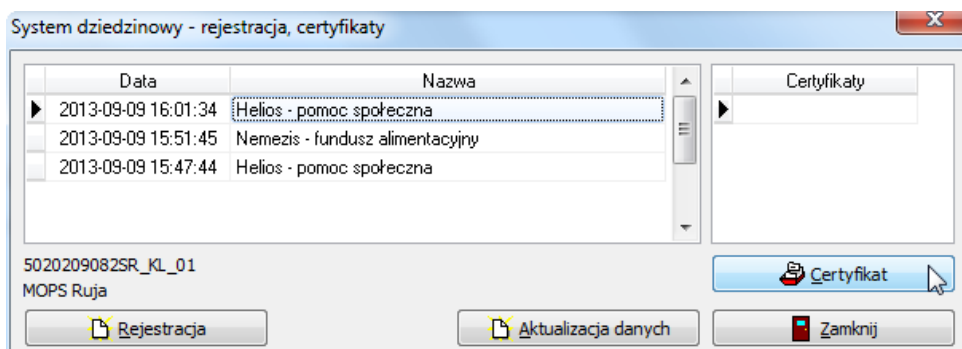 System dziedzinowy - rejestracja, certyfikaty
Data Nazwa Certyfikaty
2013-09-09 16:01:34 Helios - pomoc społeczna
2013-09-09 15:51:45 Nemezis - fundusz alimentacyjny
2013-09-09 15:47:44 Helios - pomoc społeczna
5020209082SR_KL_01
MOPS Ruja
Certyfikat
Rejestracja Aktualizacja danych Zamknij